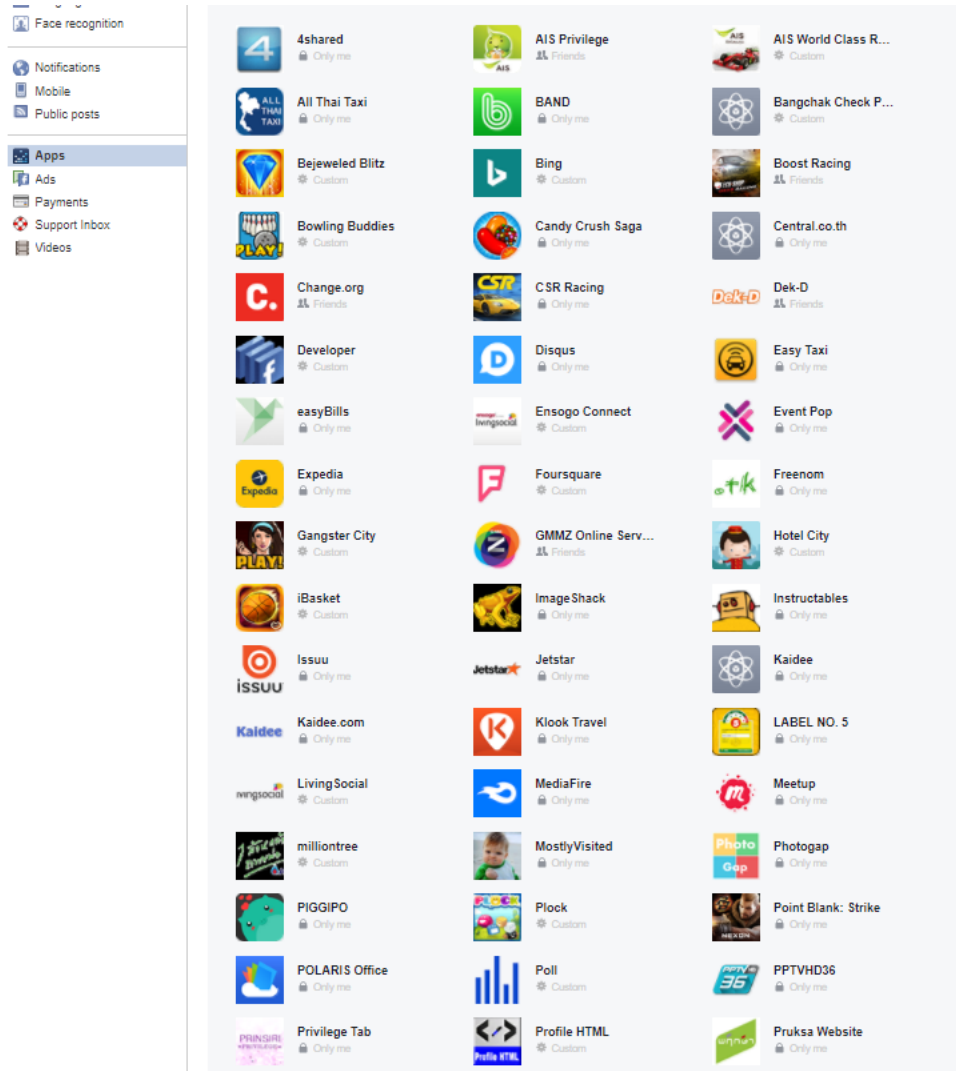 Face recognition
Notifications
Mobile
Public posts
Apps
Ads
Payments
Support Inbox
Videos
4shared
Only me
AIS Privilege
Friends
AIS World Class R...
Custom
All Thai Taxi
Only me
BAND
Only me
Bangchak Check P...
Custom
Bejeweled Blitz
Custom
Bing
Custom
Boost Racing
Friends
Bowling Buddies
Custom
Candy Crush Saga
Only me
Central.co.th
Only me
Change.org
Friends
CSR Racing
Only me
Dek-D
Friends
Developer
Custom
Disqus
Only me
Easy Taxi
Only me
easyBills
Only me
Ensogo Connect
Custom
Event Pop
Only me
Expedia
Only me
Foursquare
Custom
Freenom
Only me
Gangster City
Custom
GMMZ Online Serv...
Friends
Hotel City
Custom
iBasket
Custom
ImageShack
Only me
Instructables
Only me
Issuu
Only me
Jetstar
Only me
Kaidee
Only me
Kaidee.com
Only me
Klook Travel
Only me
LABEL NO. 5
Only me
LivingSocial
Custom
MediaFire
Only me
Meetup
Only me
milliontree
Custom
MostlyVisited
Only me
Photogap
Only me
PIGGIPO
Only me
Plock
Custom
Point Blank: Strike
Only me
POLARIS Office
Only me
Poll
Custom
PPTVHD36
Only me
Privilege Tab
Only me
Profile HTML
Custom
Pruksa Website
Only me